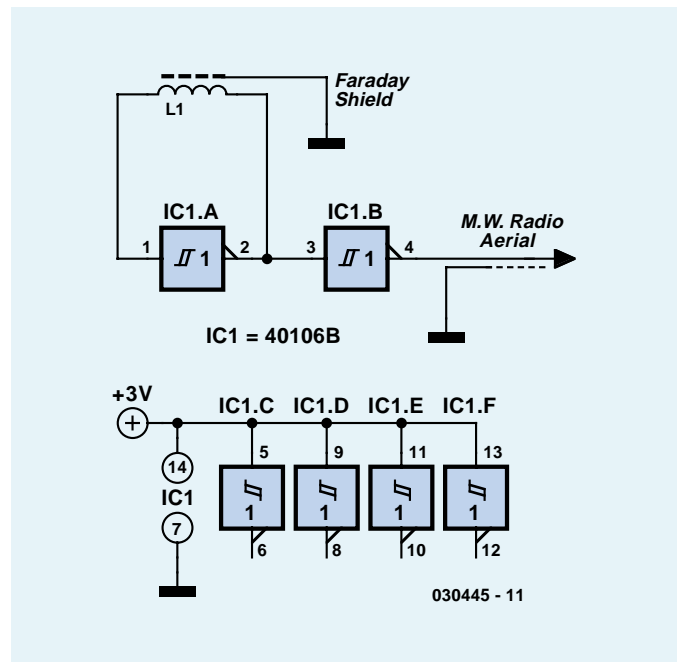 Faraday
Shield
L1
IC1.A
IC1.B
M.W. Radio
Aerial
1
1
2
3
1
4
IC1 = 40106B
+3V
IC1.C
IC1.D
IC1.E
IC1.F
5
9
11
13
14
IC1
1
1
1
1
7
6
8
10
12
030445 - 11